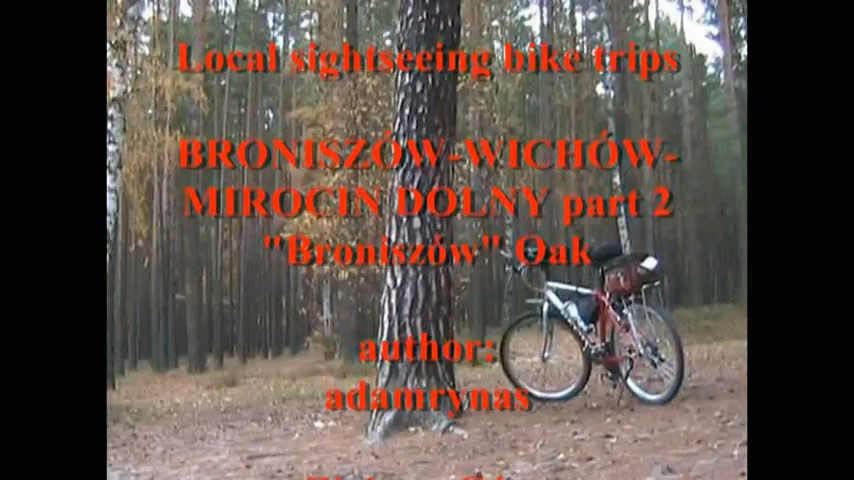 Local sightseeing bike trips
BRONISZÓW-WICHÓW-
MIROCIN DOLNY part 2
"Broniszów" Oak
author:
adamrynas